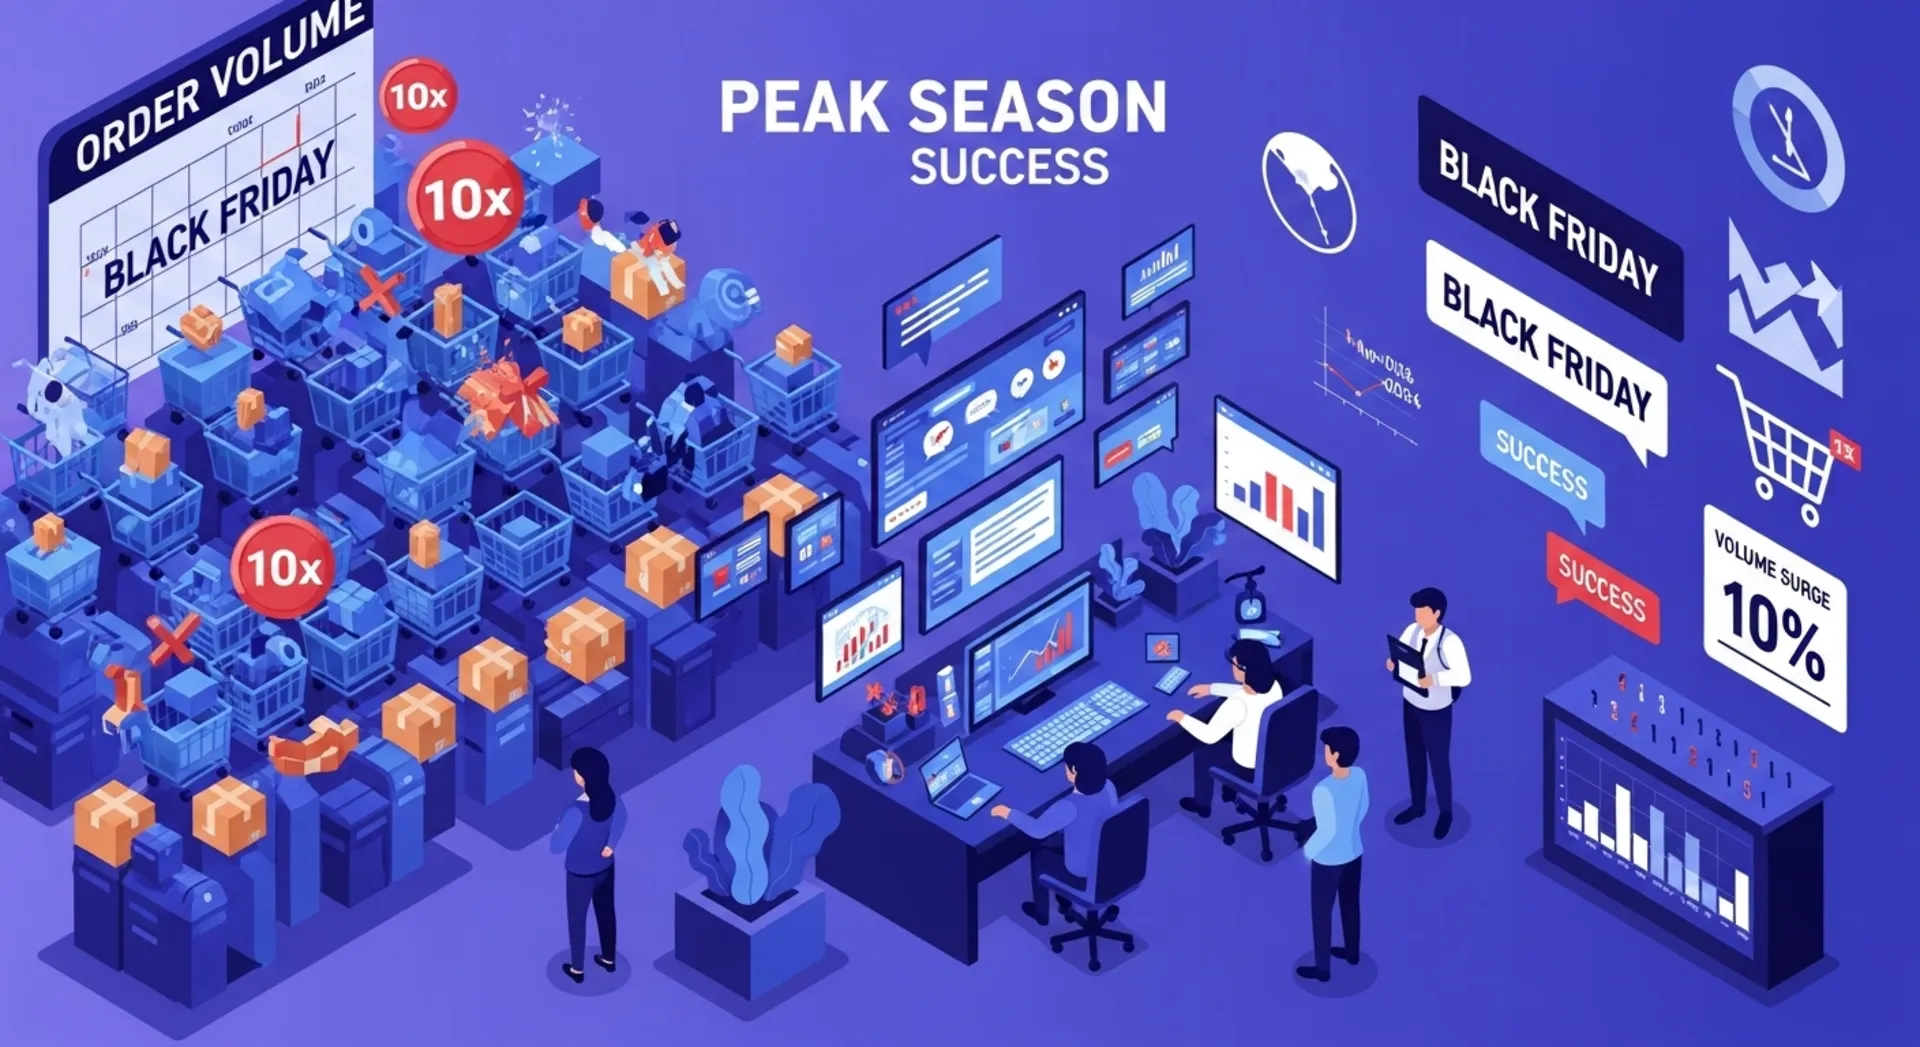 ORDER VOLUME
BLACK FRIDAY
10x
10x
10x
PEAK SEASON
SUCCESS
BLACK FRIDAY
BLACK FRIDAY
SUCCESS
SUCCESS
VOLUME SURGE
10%